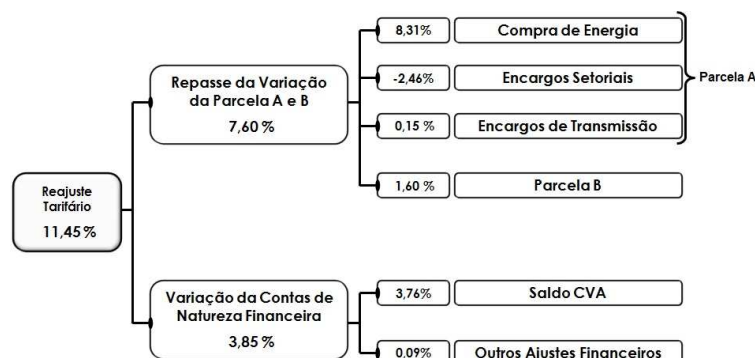 8,31%
Compra de Energia
Repasse da Variação
da Parcela A e B
7,60 %
-2,46%
Encargos Setoriais
Parcela A
0,15 %
Encargos de Transmissão
Reajuste
Tarifário
11,45 %
1,60 %
Parcela B
Variação da Contas de
Natureza Financeira
3,85 %
3,76%
Saldo CVA
0,09%
Outros Ajustes Financeiros